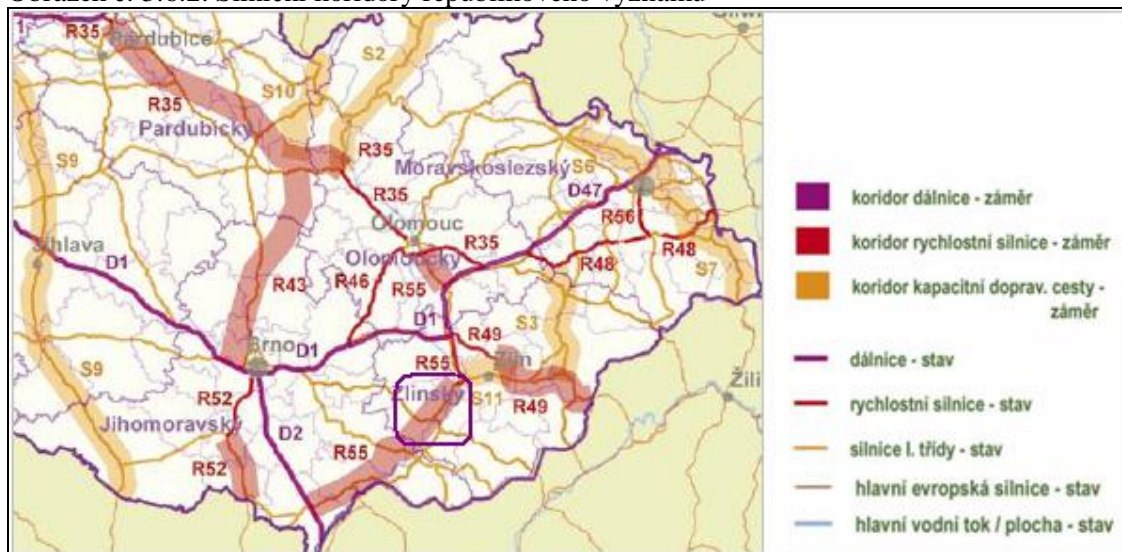 R35
Pardubice
S2
S10
R35
Pardubický
R35
Moravskoslezský
S6
S9
R35
D47
Olomouc
R56
Jihlava
R35
Olomoucký
D1
R46
R48
R48
S7
R43
R55
D1
S3
R49
Brno
D1
R55
Zlín
S9
Zlínský
S11
R52
R49
Žili
Jihomoravský
D2
R55
R52
koridor dálnice - záměr
koridor rychlostní silnice - záměr
koridor kapacitní doprav. cesty -
záměr
dálnice - stav
rychlostní silnice - stav
silnice I. třídy - stav
hlavní evropská silnice - stav
hlavní vodní tok / plocha - stav